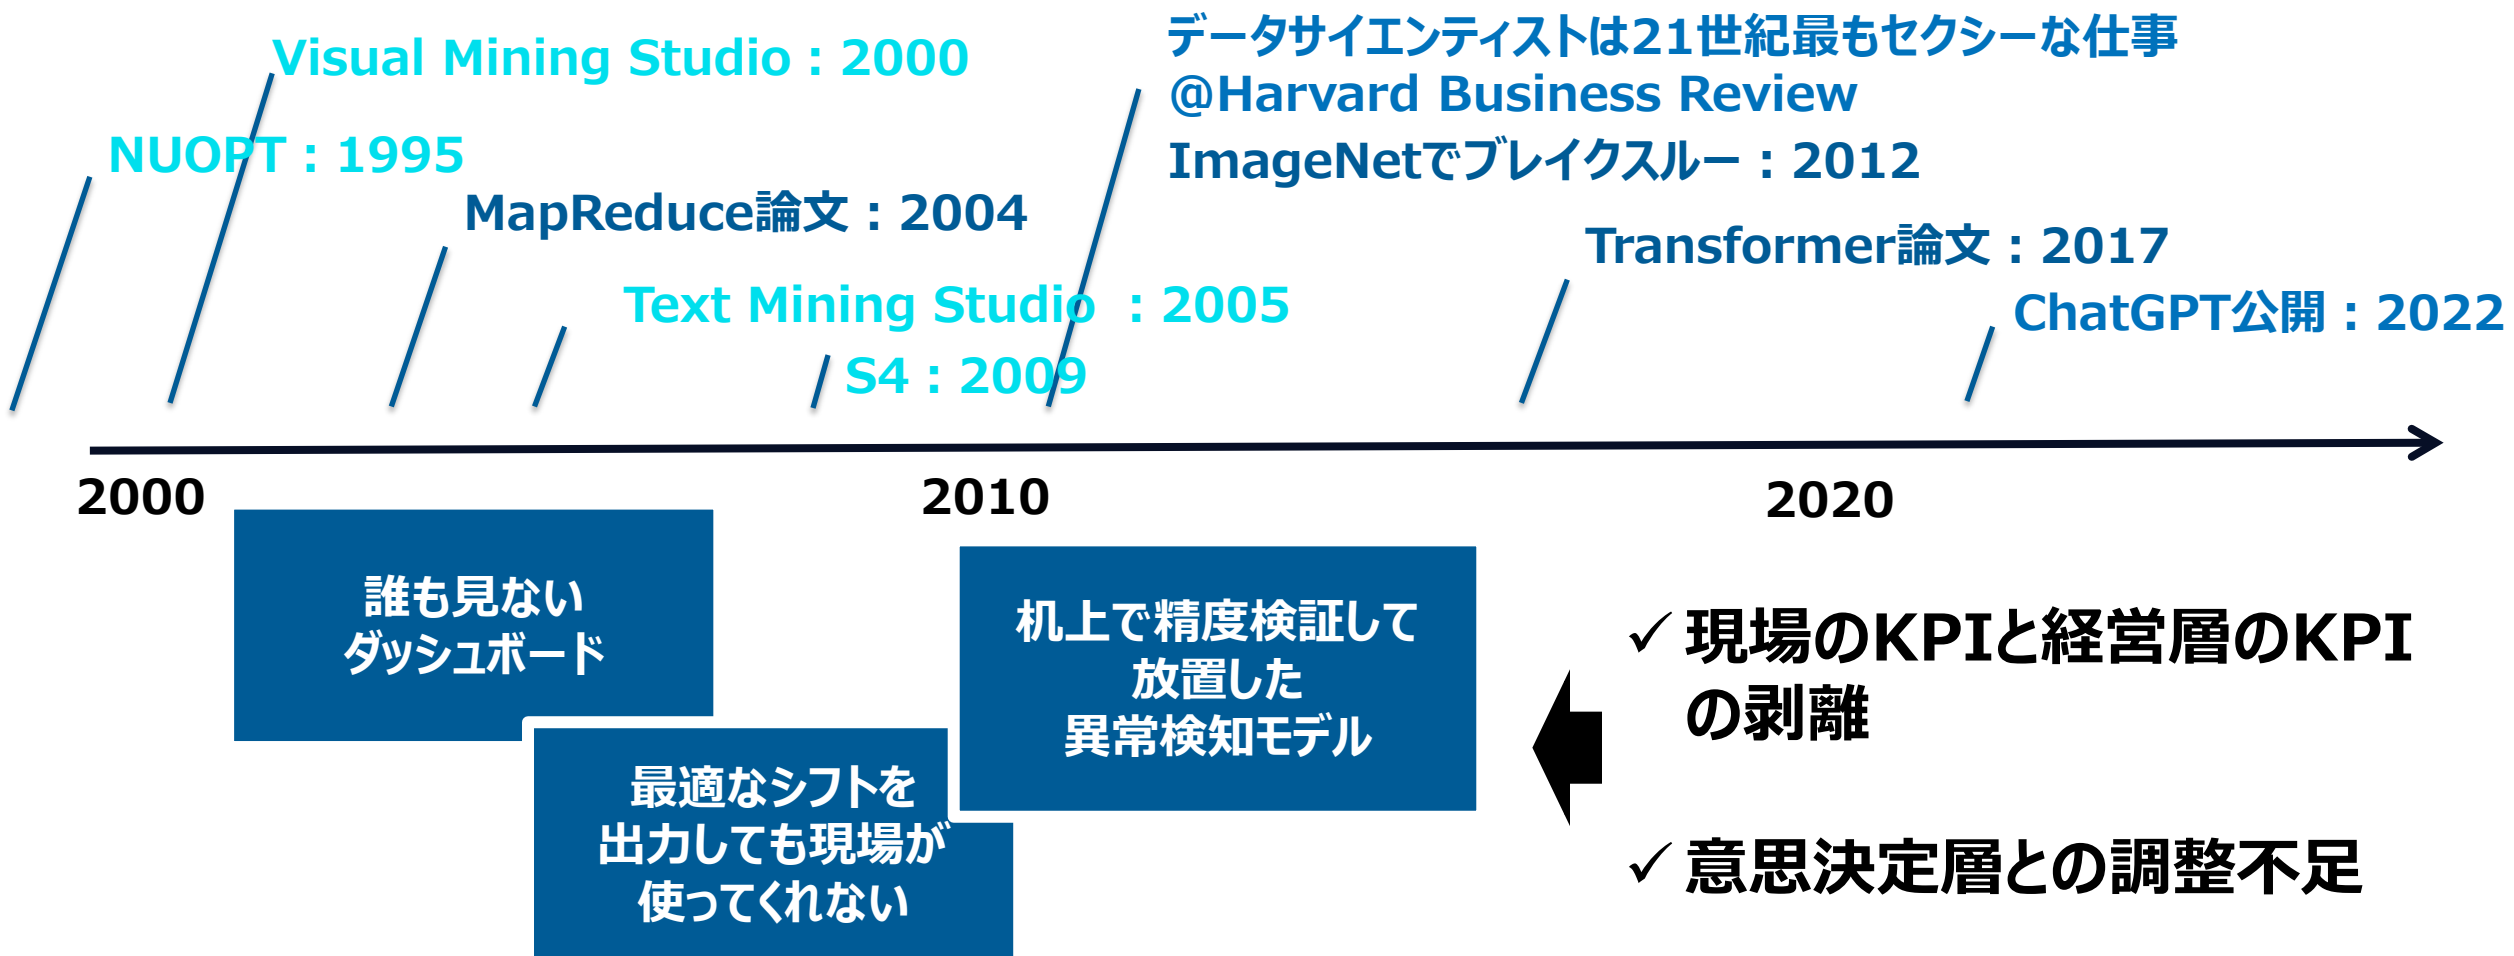 データサイエンティストは21世紀最もセクシーな仕事
Visual Mining Studio：2000
@Harvard Business Review
NUOPT：1995
ImageNetでブレイクスルー：2012
MapReduce論文：2004
Transformer論文：2017
Text Mining Studio ：2005
ChatGPT公開：2022
S4：2009
2000
2010
2020
誰も見ない
ダッシュボード
最適なシフトを
出力しても現場が
使ってくれない
机上で精度検証して
放置した
異常検知モデル
✓ 現場のKPIと経営層のKPI
の剥離
✓ 意思決定層との調整不足